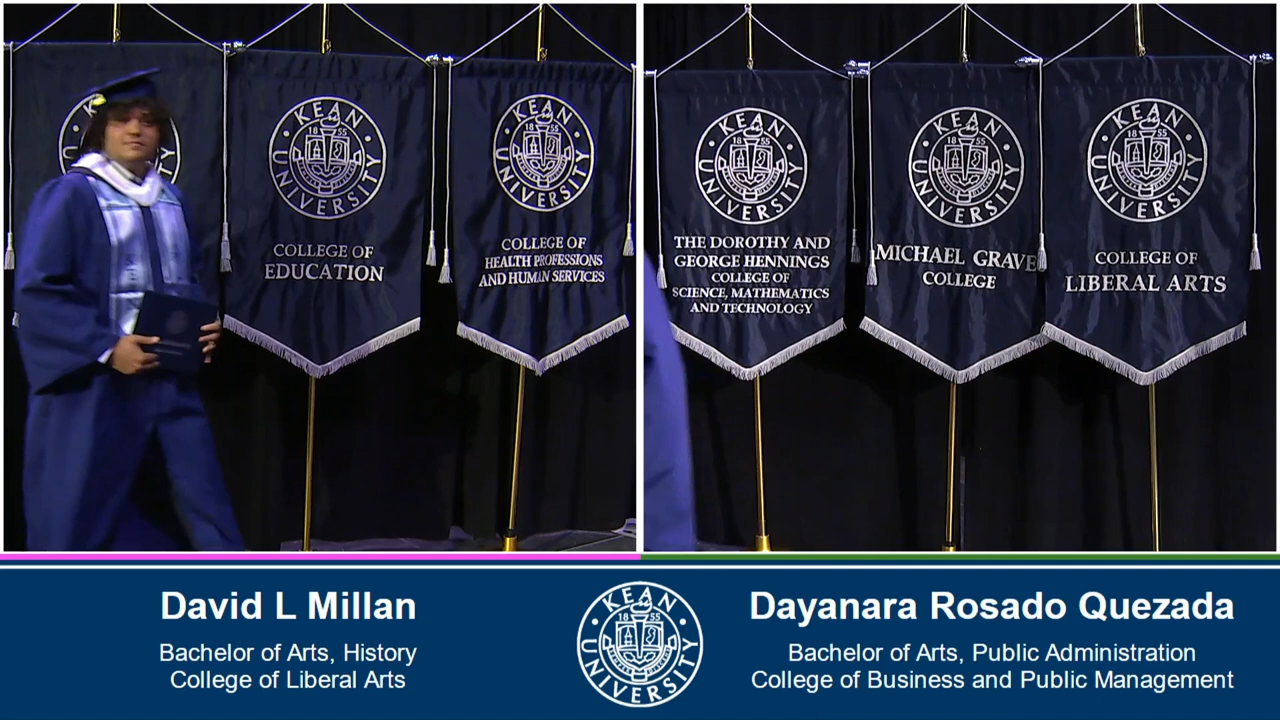 KEAN UNIVERSITY
1855
COLLEGE OF
EDUCATION
KEAN UNIVERSITY
1855
COLLEGE OF
HEALTH PROFESSIONS
AND HUMAN SERVICES
KEAN UNIVERSITY
1855
THE DOROTHY AND
GEORGE HENNINGS
COLLEGE OF
SCIENCE, MATHEMATICS
AND TECHNOLOGY
KEAN UNIVERSITY
1855
MICHAEL GRAVE
COLLEGE
KEAN UNIVERSITY
1855
COLLEGE OF
LIBERAL ARTS
David L Millan
Bachelor of Arts, History
College of Liberal Arts
KEAN UNIVERSITY
1855
Dayanara Rosado Quezada
Bachelor of Arts, Public Administration
College of Business and Public Management